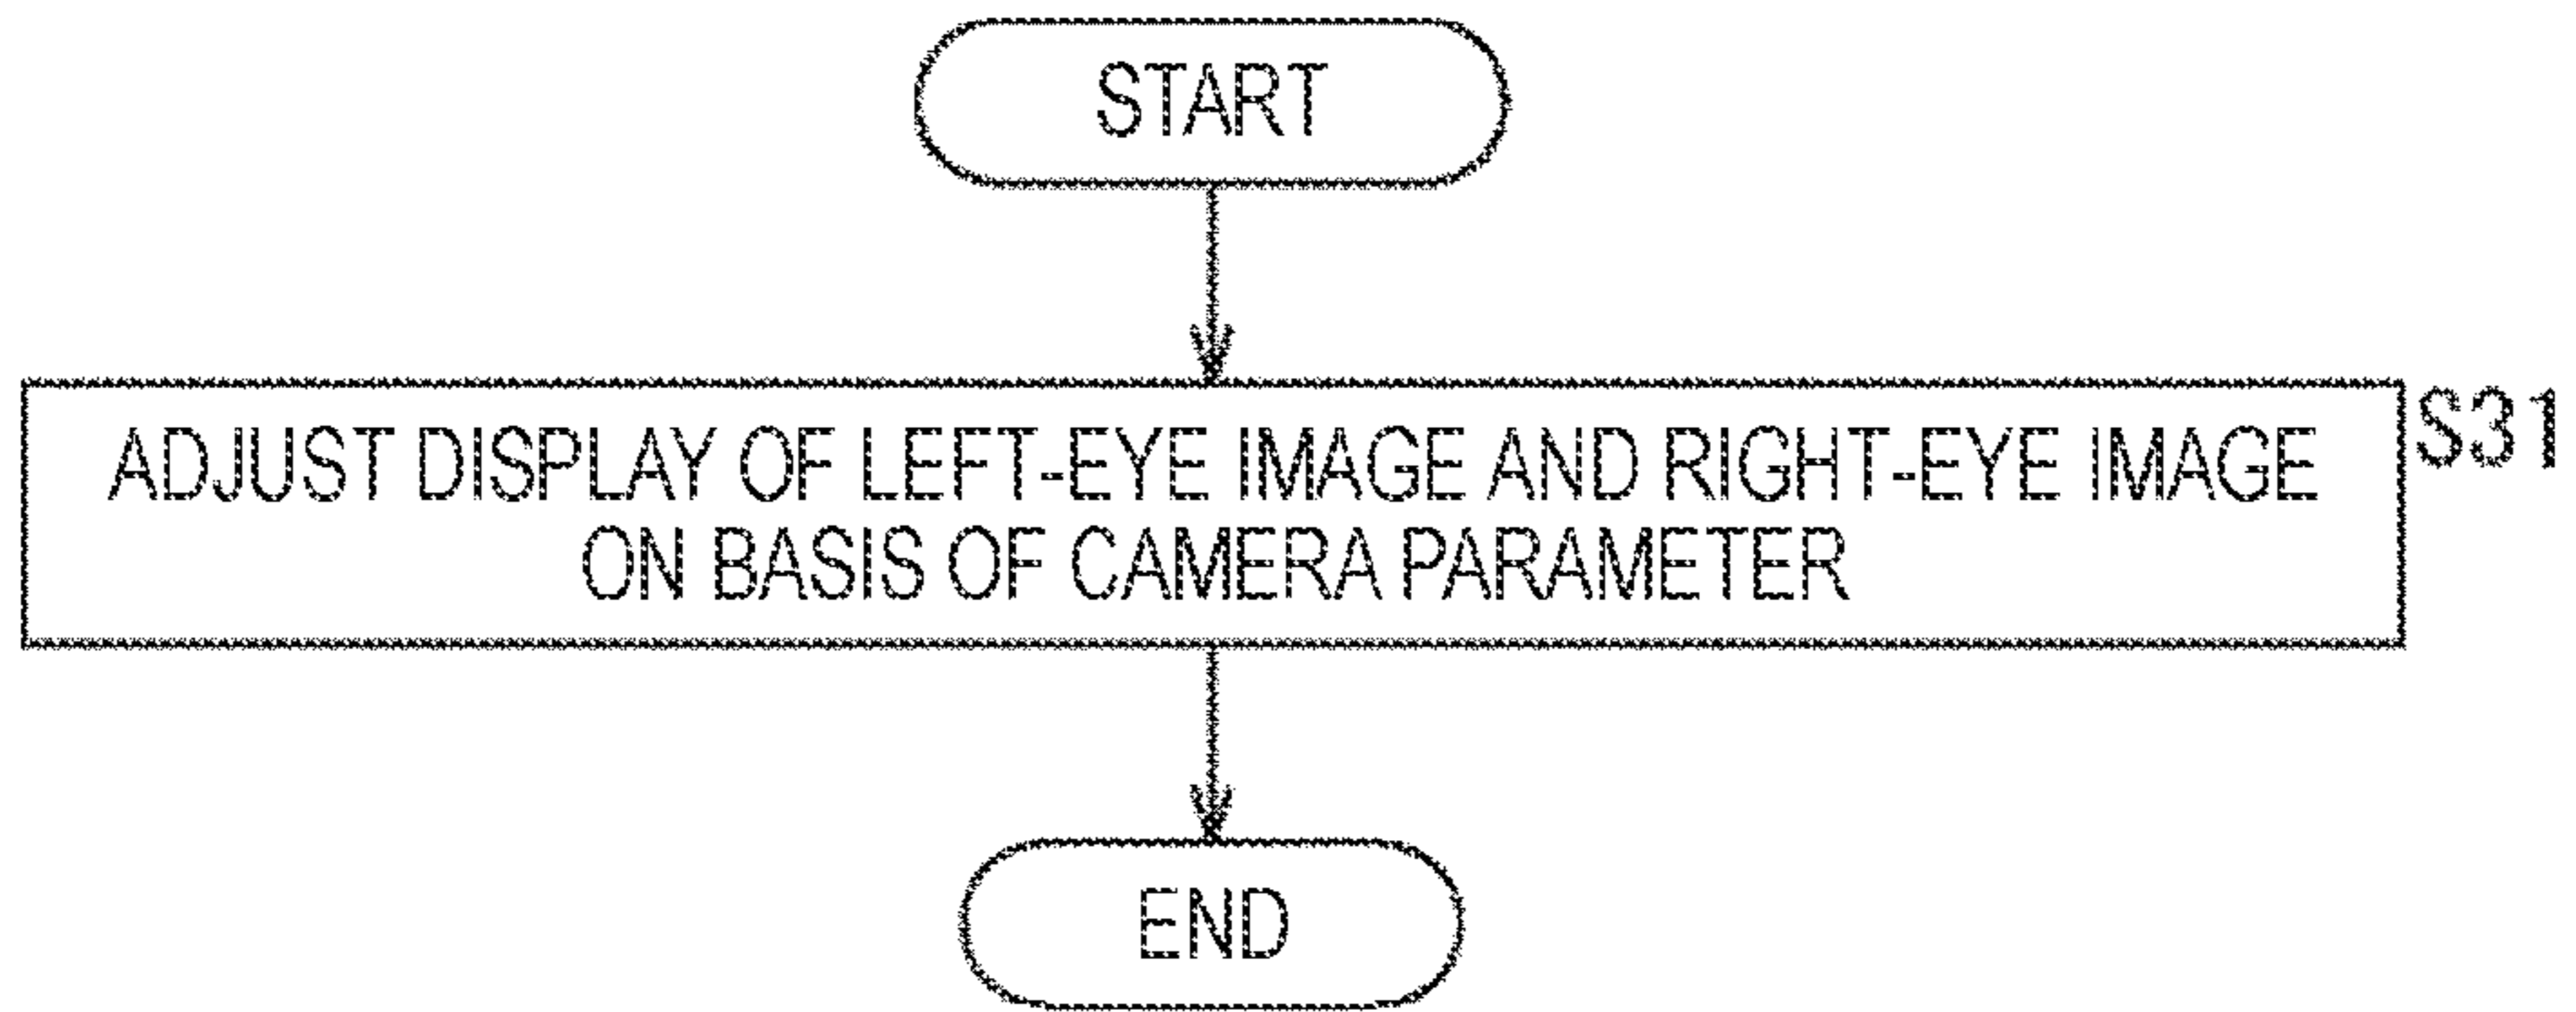 START
ADJUST DISPLAY OF LEFT-EYE IMAGE AND RIGHT-EYE IMAGE
ON BASIS OF CAMERA PARAMETER
S31
END